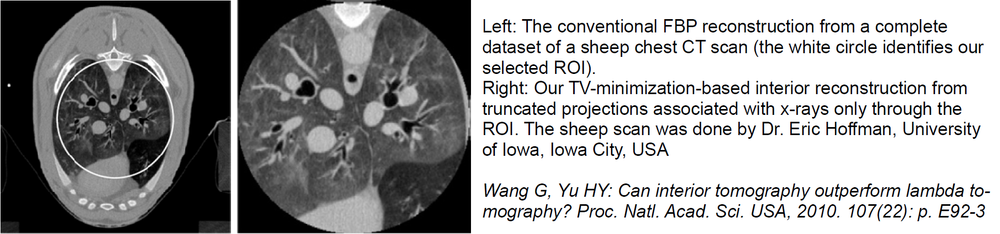 Left: The conventional FBP reconstruction from a complete
dataset of a sheep chest CT scan (the white circle identifies our
selected ROI).
Right: Our TV-minimization-based interior reconstruction from
truncated projections associated with x-rays only through the
ROI. The sheep scan was done by Dr. Eric Hoffman, University
of Iowa, Iowa City, USA
Wang G, Yu HY: Can interior tomography outperform lambda to-
mography? Proc. Natl. Acad. Sci. USA, 2010. 107(22): p. E92-3